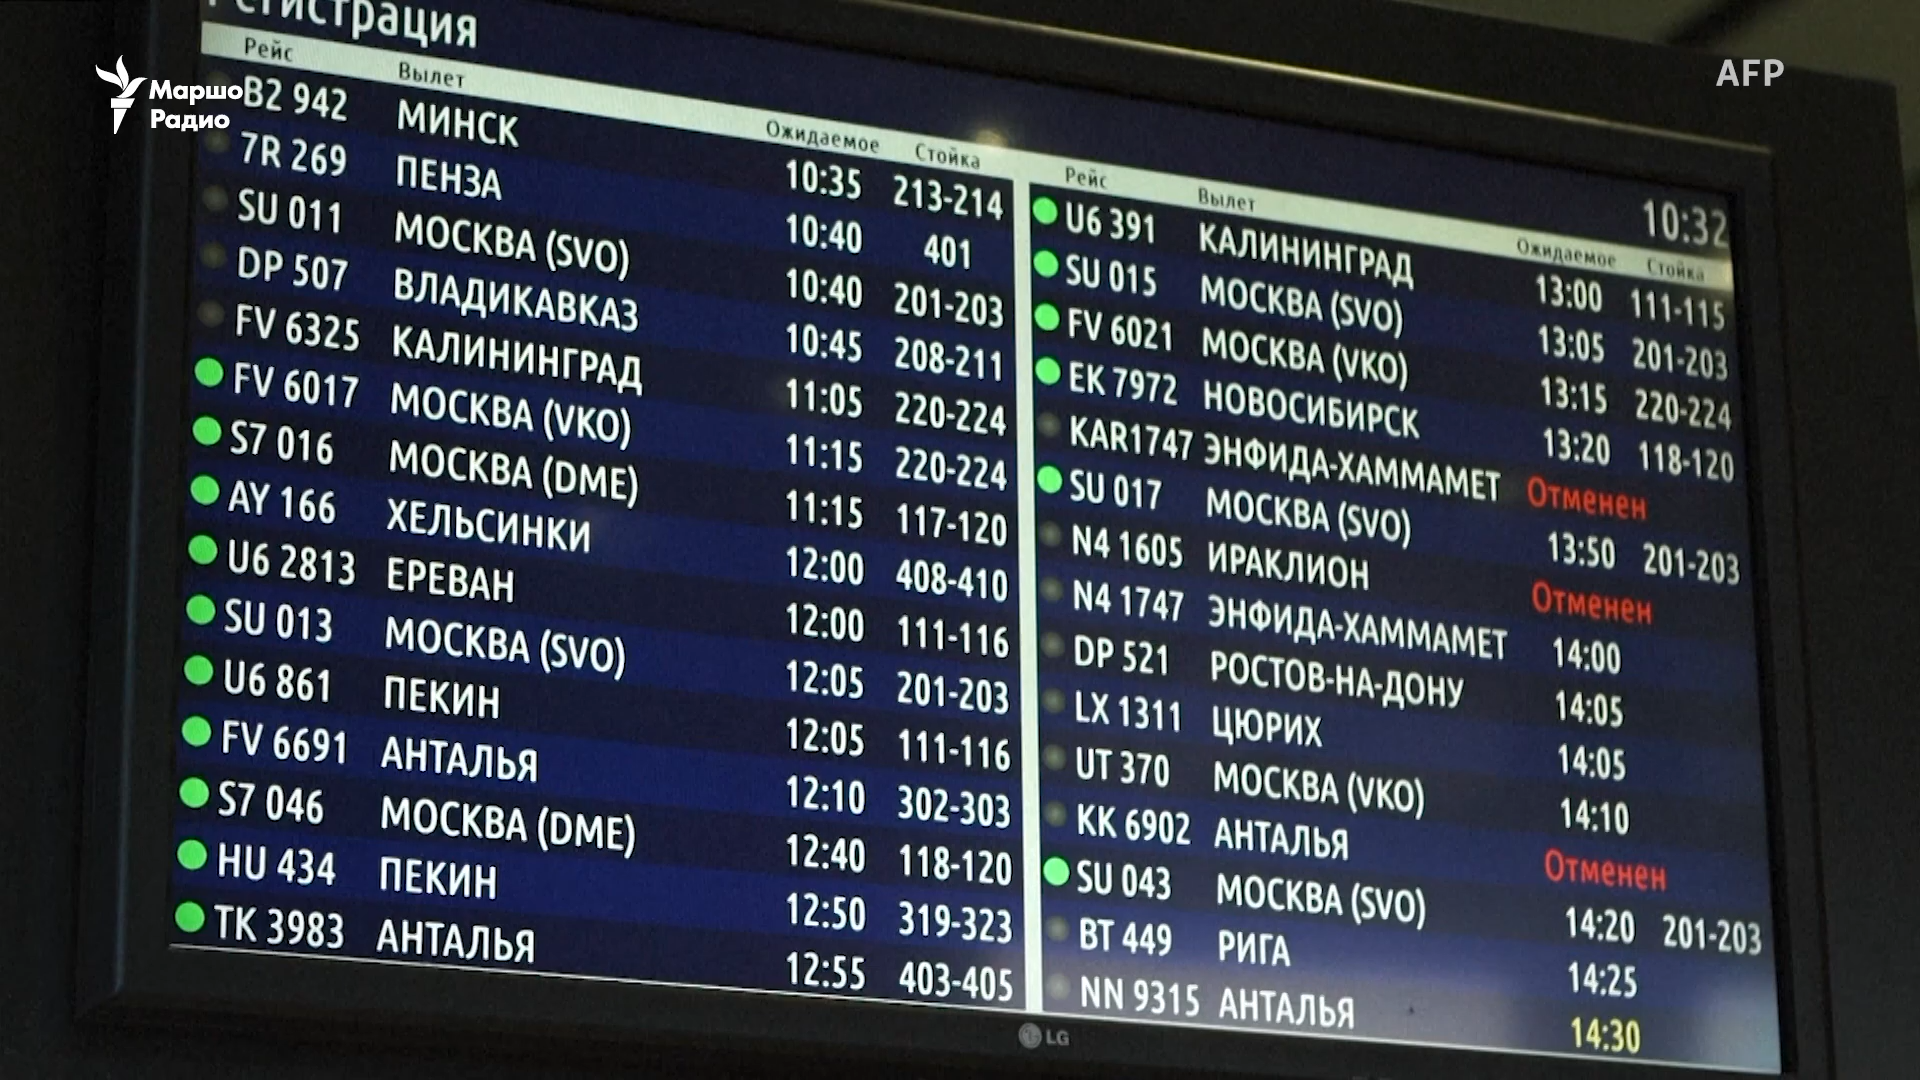 Регистрация
Рейс Вылет Ожидаемое Стойка
B2 942 МИНСК 10:35 213-214
7R 269 ПЕНЗА 10:40 401
SU 011 МОСКВА (SVO) 10:40 201-203
DP 507 ВЛАДИКАВКАЗ 10:45 208-211
FV 6325 КАЛИНИНГРАД 11:05 220-224
FV 6017 МОСКВА (VKO) 11:15 220-224
S7 016 МОСКВА (DME) 11:15 117-120
AY 166 ХЕЛЬСИНКИ 12:00 408-410
U6 2813 ЕРЕВАН 12:00 111-116
SU 013 МОСКВА (SVO) 12:05 201-203
U6 861 ПЕКИН 12:05 111-116
FV 6691 АНТАЛЬЯ 12:10 302-303
S7 046 МОСКВА (DME) 12:40 118-120
HU 434 ПЕКИН 12:50 319-323
TK 3983 АНТАЛЬЯ 12:55 403-405
10:32
Рейс Вылет Ожидаемое Стойка
U6 391 КАЛИНИНГРАД 13:00 111-115
SU 015 МОСКВА (SVO) 13:05 201-203
FV 6021 МОСКВА (VKO) 13:15 220-224
EK 7972 НОВОСИБИРСК 13:20 118-120
KAR1747 ЭНФИДА-ХАММАМЕТ Отменен
SU 017 МОСКВА (SVO) 13:50 201-203
N4 1605 ИРАКЛИОН Отменен
N4 1747 ЭНФИДА-ХАММАМЕТ 14:00
DP 521 РОСТОВ-НА-ДОНУ 14:05
LX 1311 ЦЮРИХ 14:05
UT 370 МОСКВА (VKO) 14:10
KK 6902 АНТАЛЬЯ Отменен
SU 043 МОСКВА (SVO) 14:20 201-203
BT 449 РИГА 14:25
NN 9315 АНТАЛЬЯ 14:30
LG
Маршо
Радио
AFP